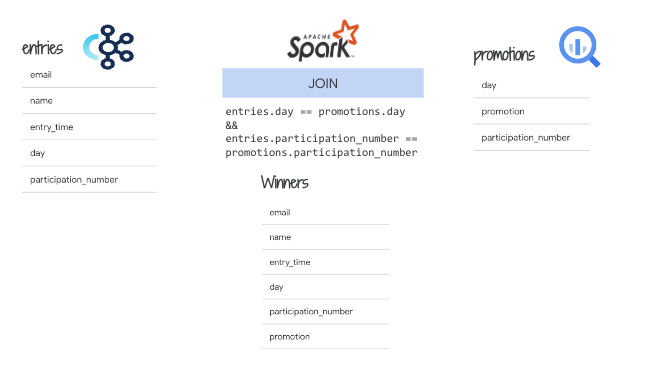 entries
email
name
entry_time
day
participation_number
APACHE
Spark
JOIN
entries.day == promotions.day
&&
entries.participation_number ==
promotions.participation_number
promotions
day
promotion
participation_number
Winners
email
name
entry_time
day
participation_number
promotion